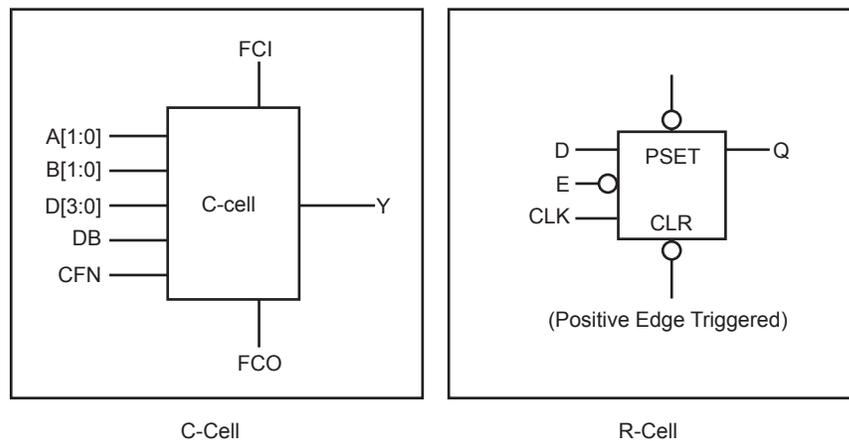 FCI
A[1:0]
B[1:0]
D[3:0]
DB
CFN
C-cell
Y
FCO
C-Cell
D
E
CLK
PSET
CLR
Q
(Positive Edge Triggered)
R-Cell